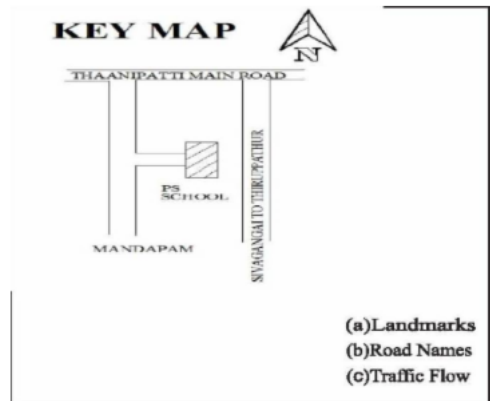 KEY MAP
N
THAANIPATTI MAIN ROAD
PS
SCHOOL
SIVAGANGAI TO THIRUPPATHUR
MANDAPAM
(a)Landmarks
(b)Road Names
(c)Traffic Flow